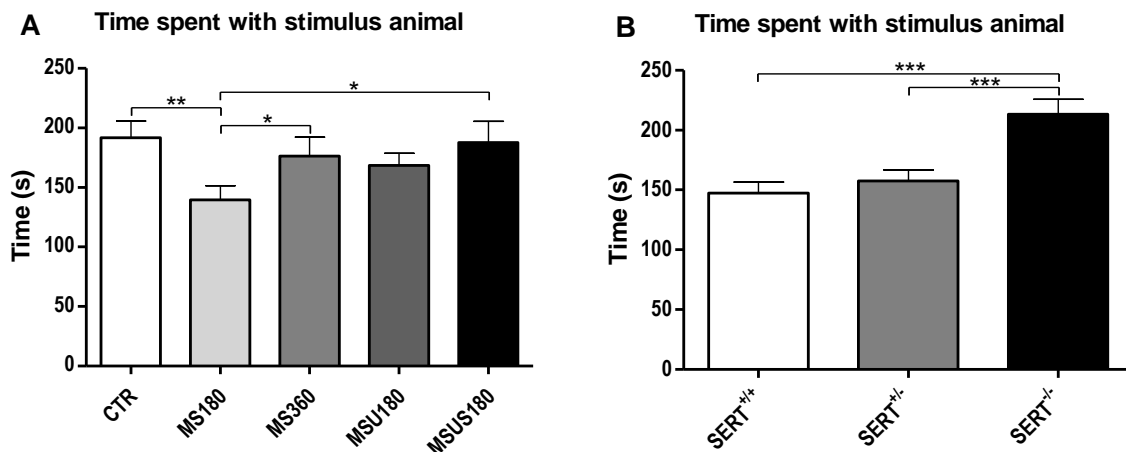 A
Time spent with stimulus animal
250
200
150
100
50
0
Time (s)
**
*
*
CTR
MS180
MS360
MSU180
MSUS180
B
Time spent with stimulus animal
250
200
150
100
50
0
Time (s)
***
***
SERT+/+
SERT+/-
SERT-/-